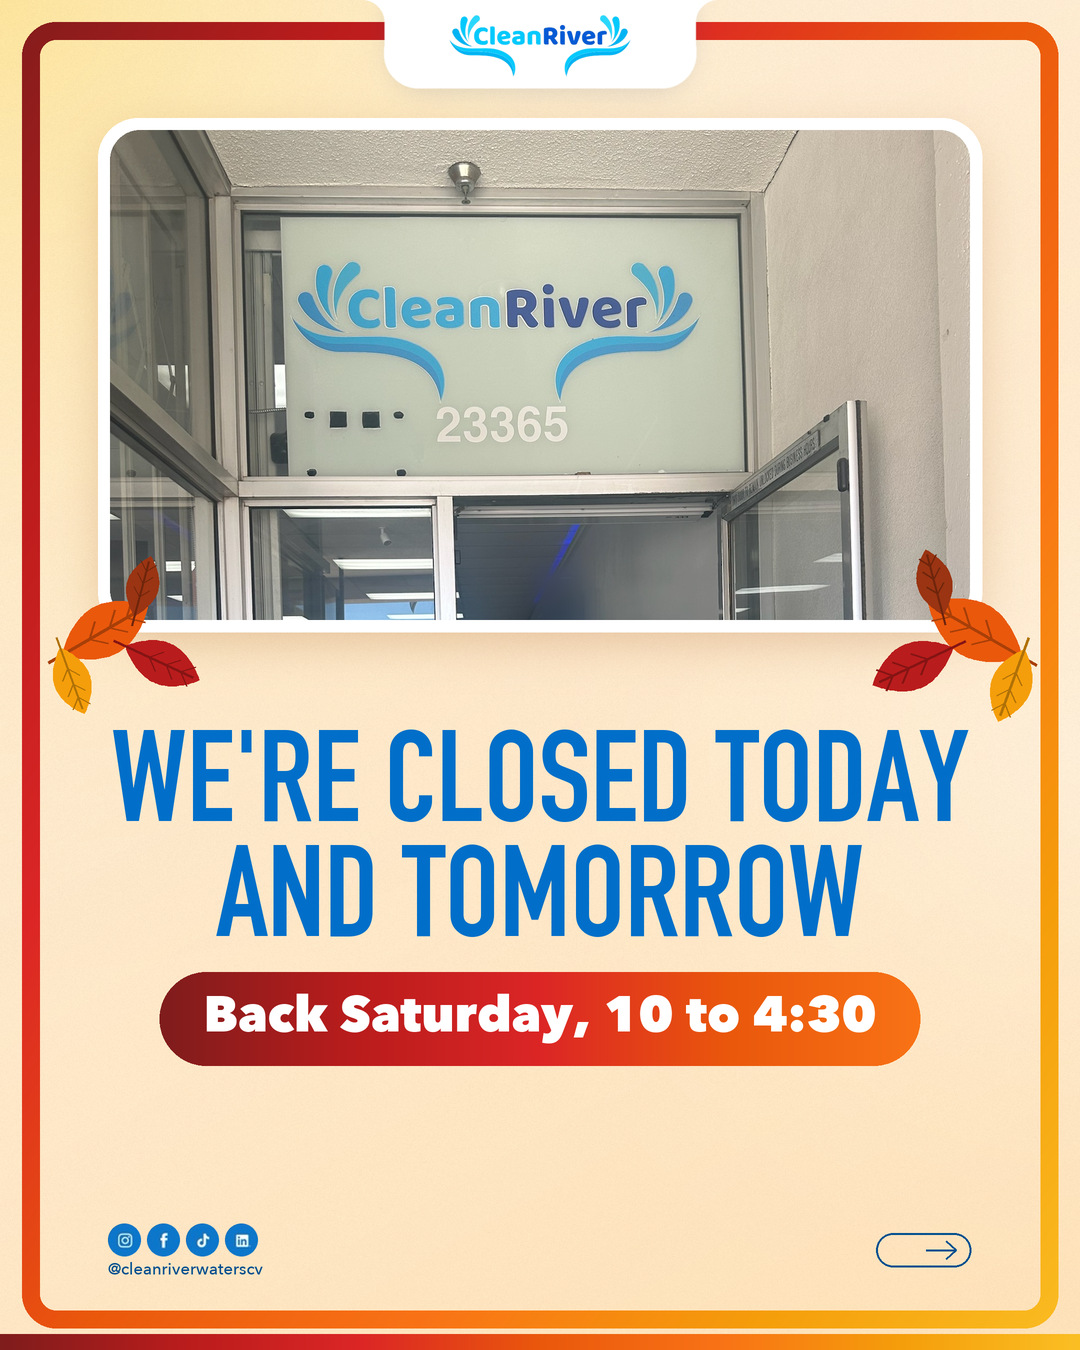 CleanRiver
CleanRiver
23365
WE'RE CLOSED TODAY
AND TOMORROW
Back Saturday, 10 to 4:30
@cleanriverwaterscv